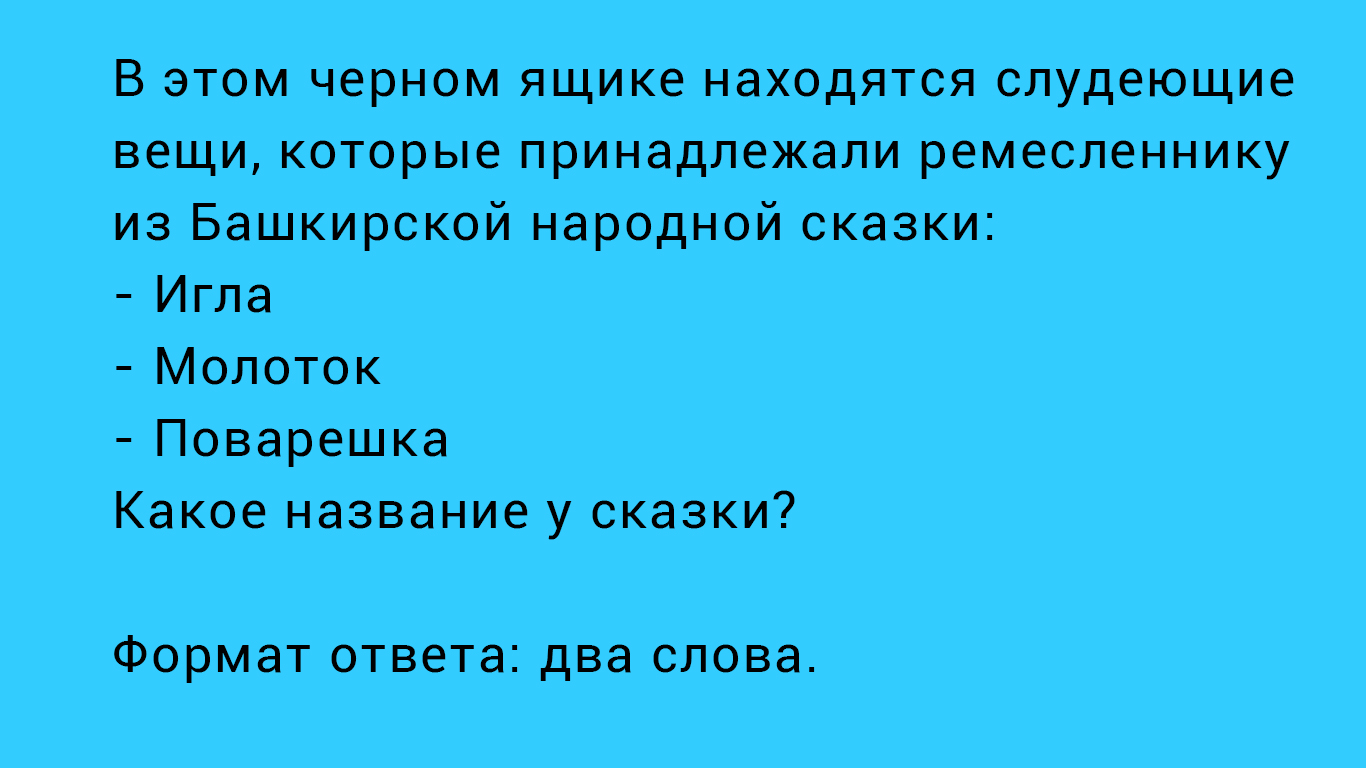 В этом черном ящике находятся слудеющие
вещи, которые принадлежали ремесленнику
из Башкирской народной сказки:
- Игла
- Молоток
- Поварешка
Какое название у сказки?
Формат ответа: два слова.